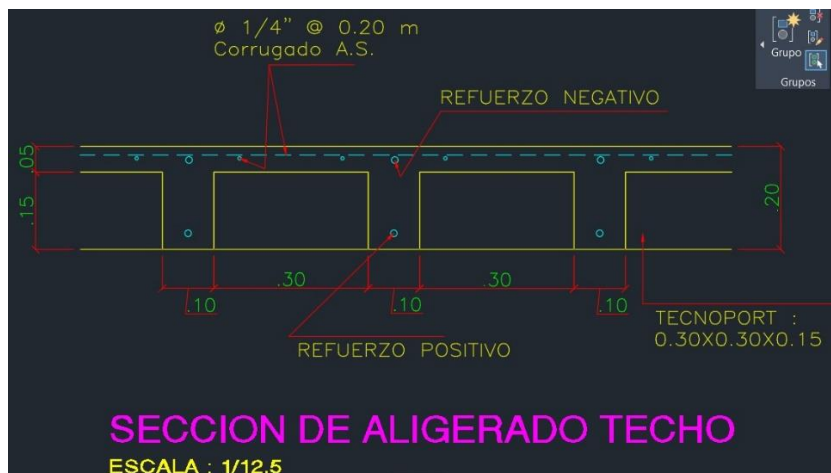 ø 1/4" @ 0.20 m
Corrugado A.S.
Grupo
Grupos
REFUERZO NEGATIVO
.05
.15
.20
.30
.30
.10
.10
.10
TECNOPORT :
0.30X0.30X0.15
REFUERZO POSITIVO
SECCION DE ALIGERADO TECHO
ESCALA : 1/12.5